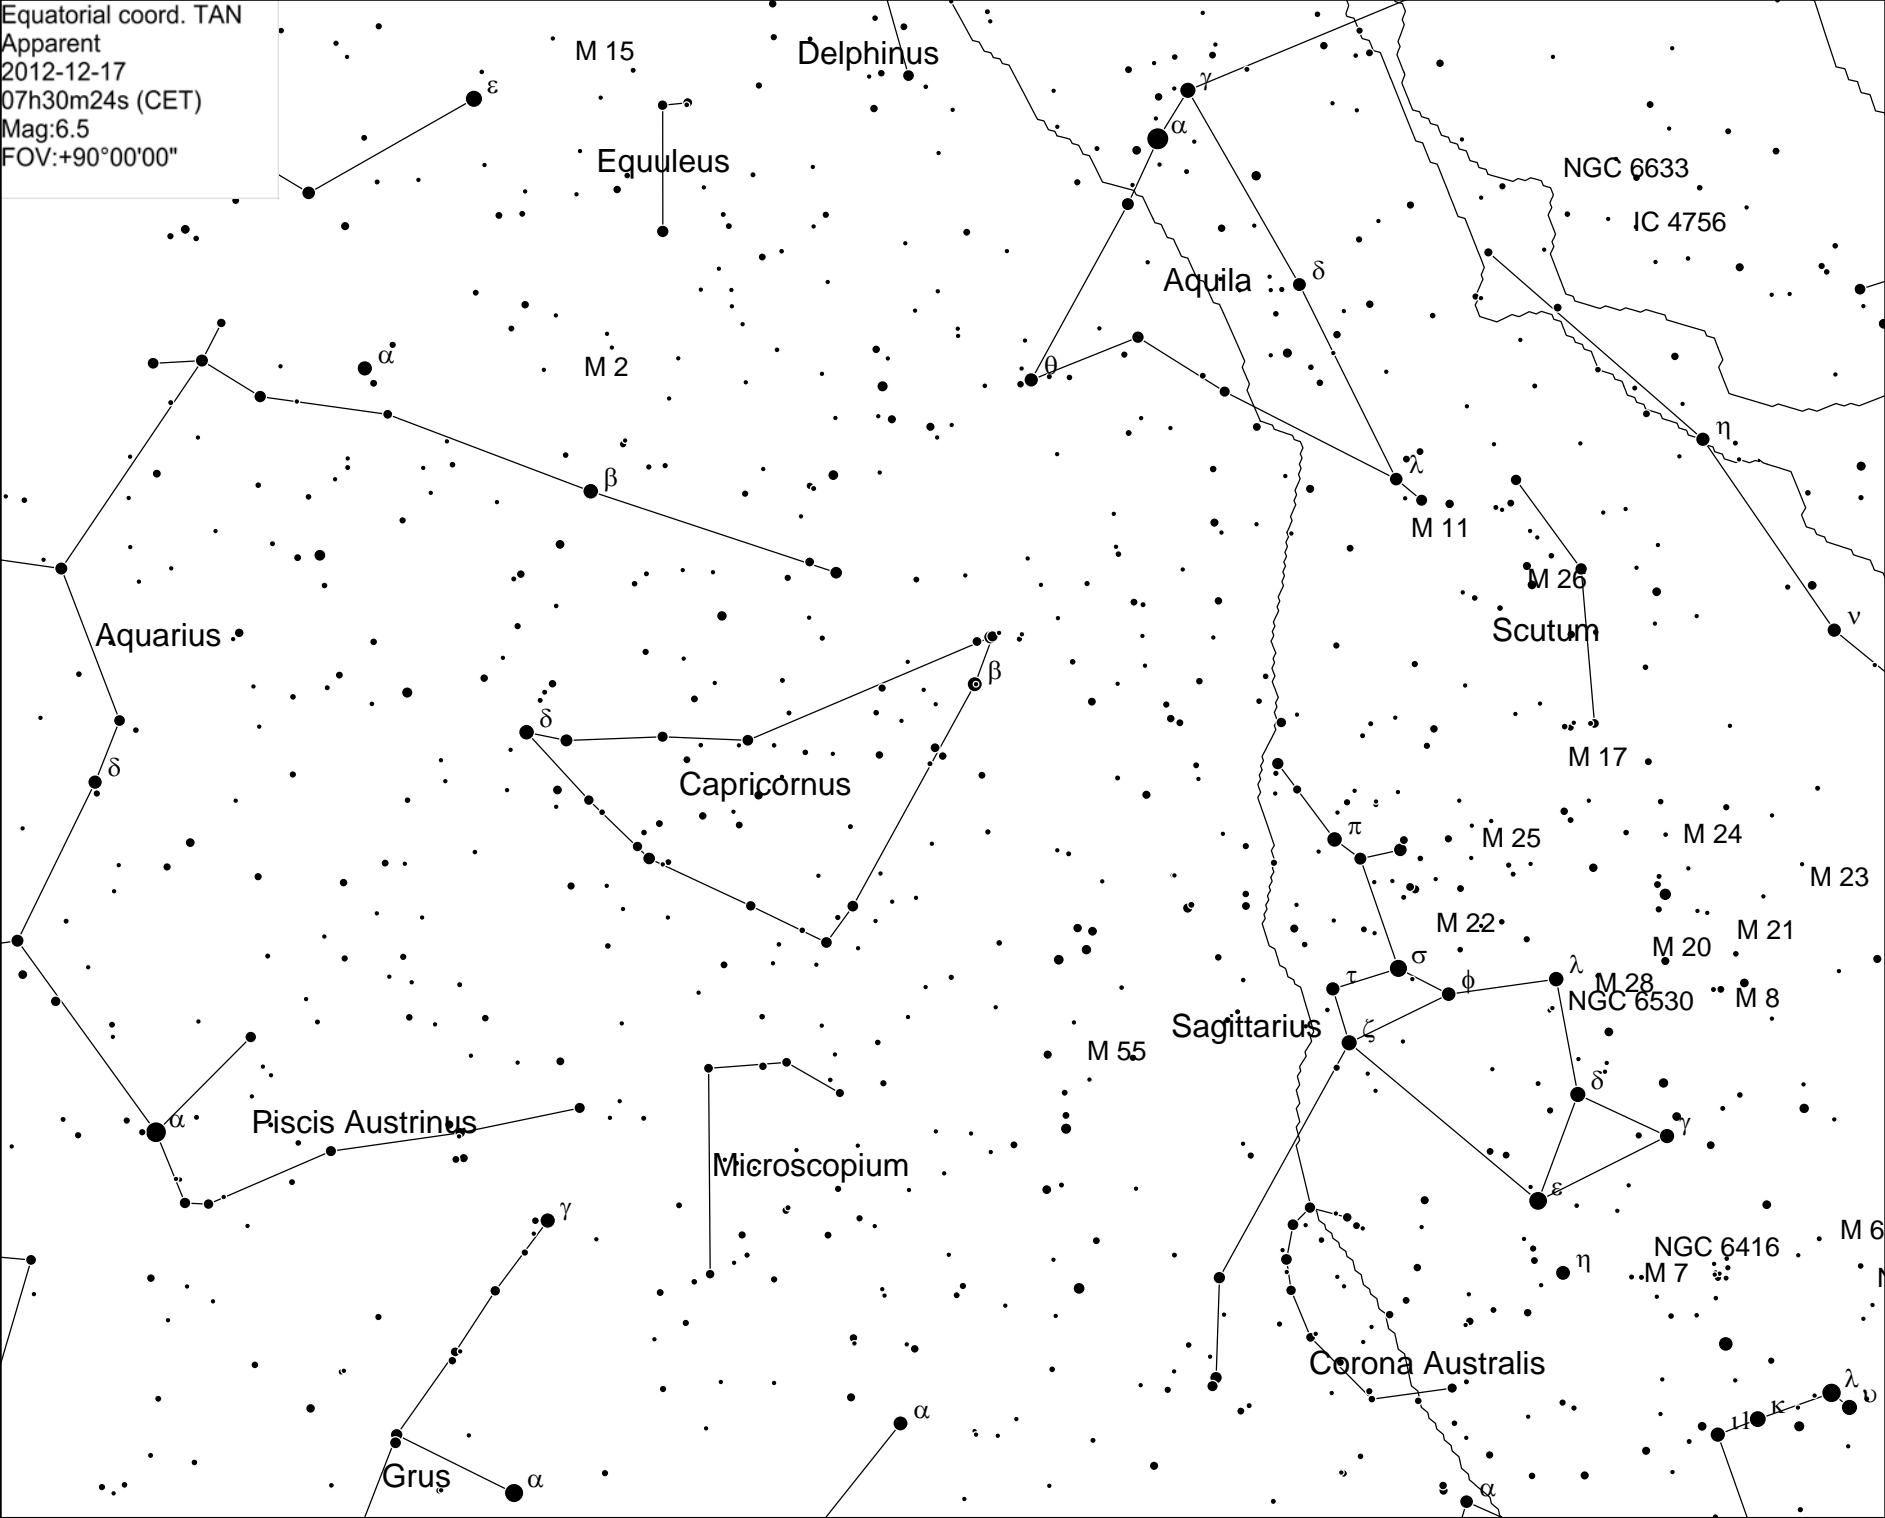 Equatorial coord. TAN
Apparent
2012-12-17
07h30m24s (CET)
Mag:6.5
FOV:+90°00'00"
M 15
Delphinus
ε
γ
α
Equuleus
NGC 6633
IC 4756
Aquila
δ
α
M 2
θ
η
β
λ
M 11
M 26
Scutum
ν
Aquarius
β
δ
M 17
δ
Capricornus
π
M 25
M 24
M 23
M 22
M 21
M 20
σ
λ
M 28
τ
ϕ
NGC 6530
M 8
Sagittarius
ζ
M 55
δ
α
Piscis Austrinus
γ
Microscopium
ε
γ
M 6
NGC 6416
η
M 7
Corona Australis
λ
υ
κ
ι1
α
Grus
α
α